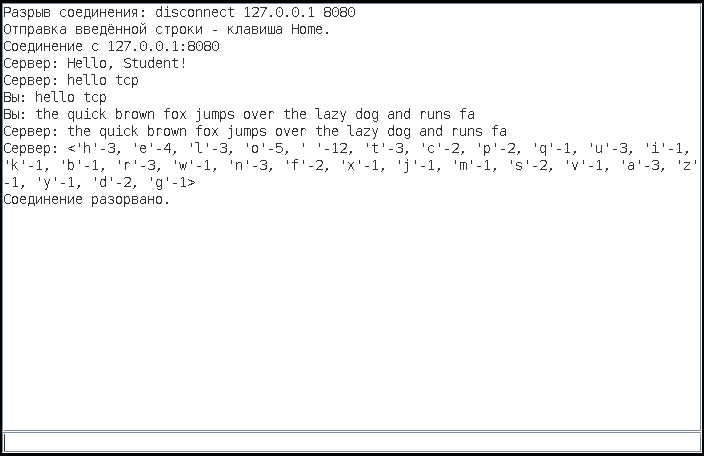 Разрыв соединения: disconnect 127.0.0.1 8080
Отправка введённой строки - клавиша Home.
Соединение с 127.0.0.1:8080
Сервер: Hello, Student!
Сервер: hello tcp
Вы: hello tcp
Вы: the quick brown fox jumps over the lazy dog and runs fa
Сервер: the quick brown fox jumps over the lazy dog and runs fa
Сервер: <'h'-3, 'e'-4, 'l'-3, 'o'-5, ' '-12, 't'-3, 'c'-2, 'p'-2, 'q'-1, 'u'-3, 'i'-1,
'k'-1, 'b'-1, 'r'-3, 'w'-1, 'n'-3, 'f'-2, 'x'-1, 'j'-1, 'm'-1, 's'-2, 'v'-1, 'a'-3, 'z'
-1, 'y'-1, 'd'-2, 'g'-1>
Соединение разорвано.